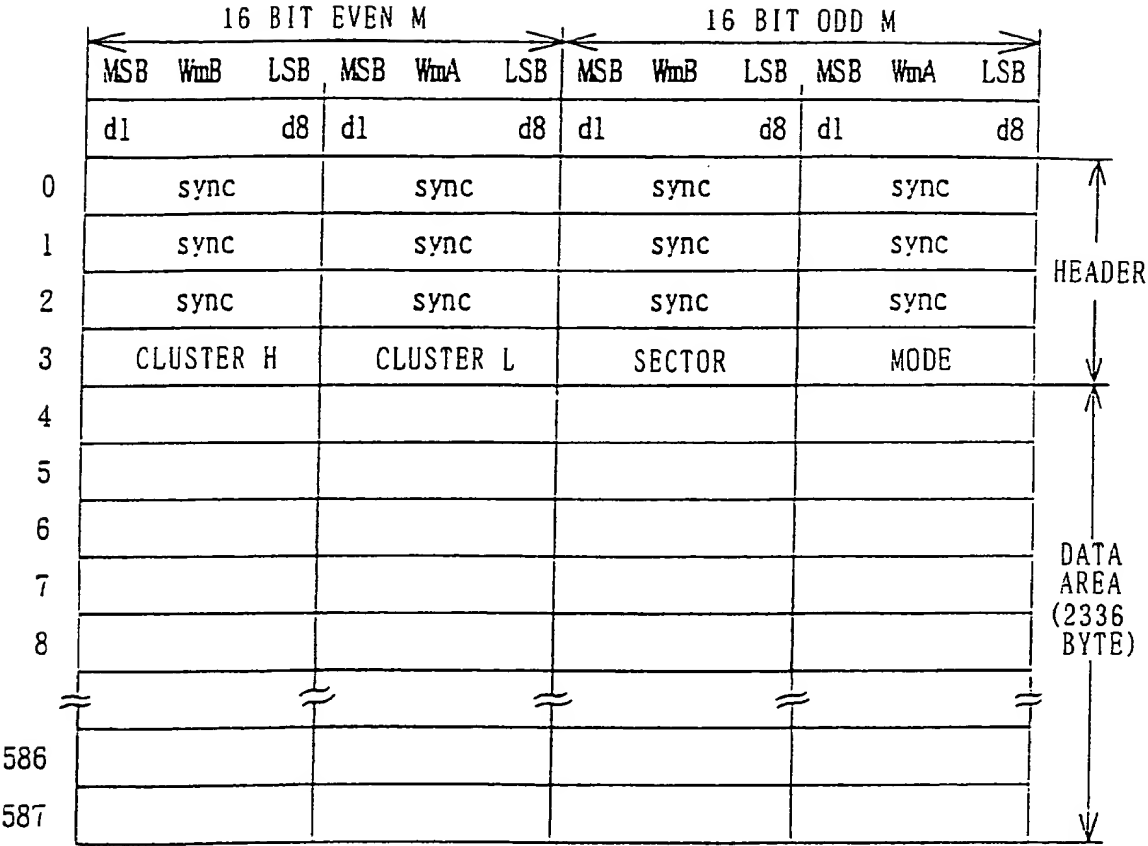 16 BIT EVEN M 16 BIT ODD M
MSB WmB LSB MSB WmA LSB MSB WmB LSB MSB WmA LSB
d1 d8 d1 d8 d1 d8 d1 d8
0 sync sync sync sync
1 sync sync sync sync
HEADER
2 sync sync sync sync
3 CLUSTER H CLUSTER L SECTOR MODE
4
5
6
7
8
DATA
AREA
(2336
BYTE)
586
587